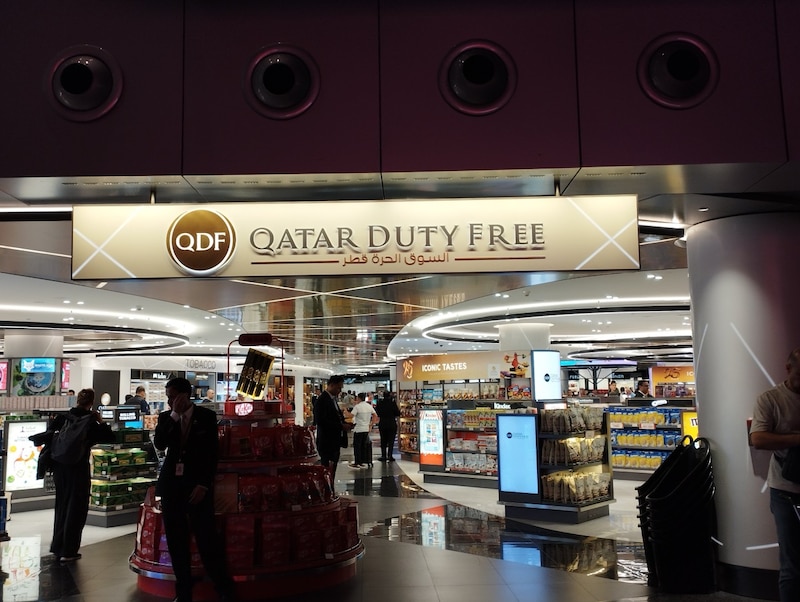 QDF
QATAR DUTY FREE
السوق الحرة قطر
TOBACCO
ICONIC TASTES